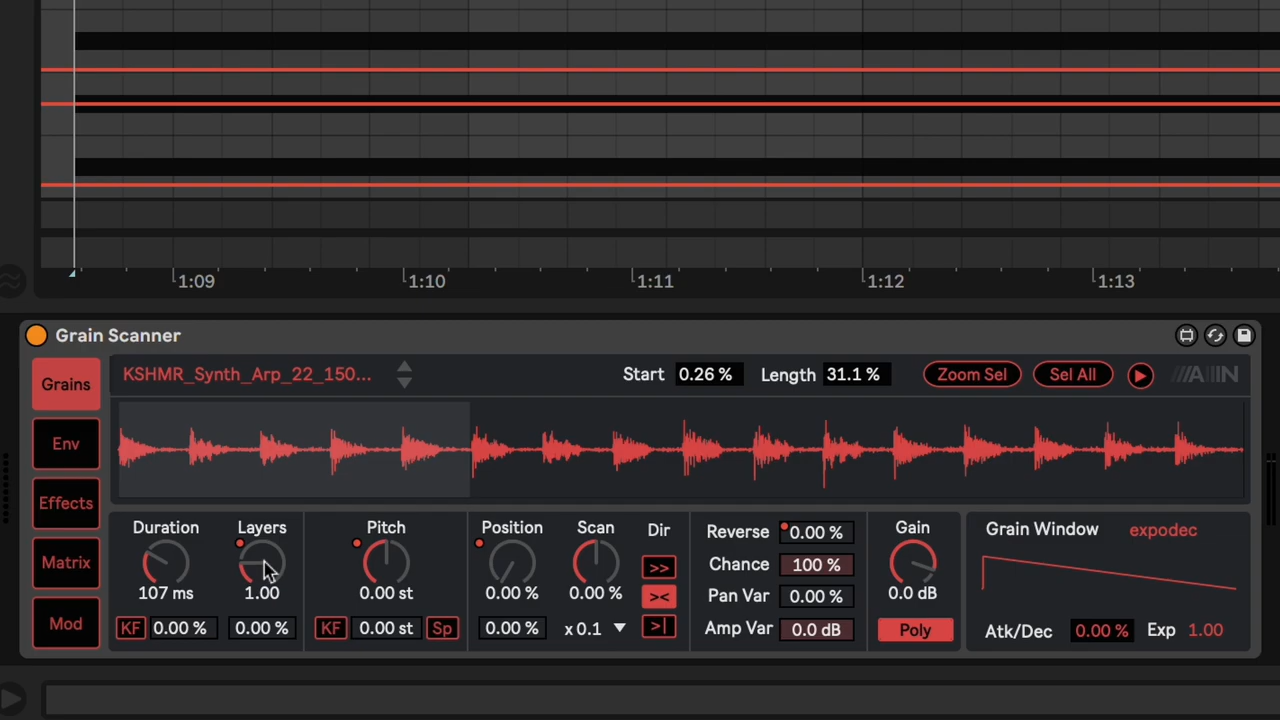 1:09 1:10 1:11 1:12 1:13
Grain Scanner
Grains
KSHMR_Synth_Arp_22_150...
Start 0.26 % Length 31.1 % Zoom Sel Sel All
Env
Effects
Matrix
Mod
Duration Layers Pitch Position Scan Dir
107 ms 1.00 0.00 st 0.00 % 0.00 %
>>
><
>|
KF 0.00 % 0.00 % KF 0.00 st Sp 0.00 % x 0.1
Reverse 0.00 %
Chance 100 %
Pan Var 0.00 %
Amp Var 0.0 dB
Gain
0.0 dB
Poly
Grain Window expodec
Atk/Dec 0.00 % Exp 1.00